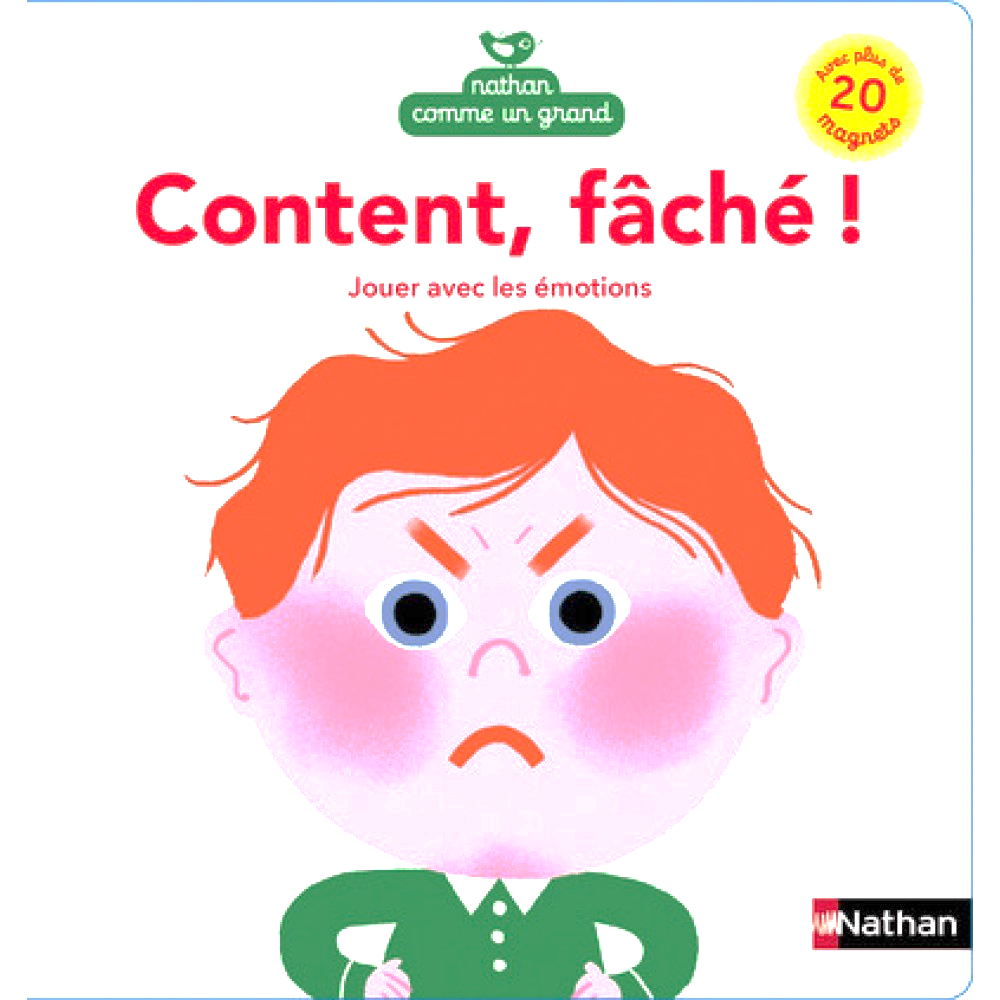 nathan
comme un grand
Avec plus de
20
magnets
Content, fâché !
Jouer avec les émotions
Nathan